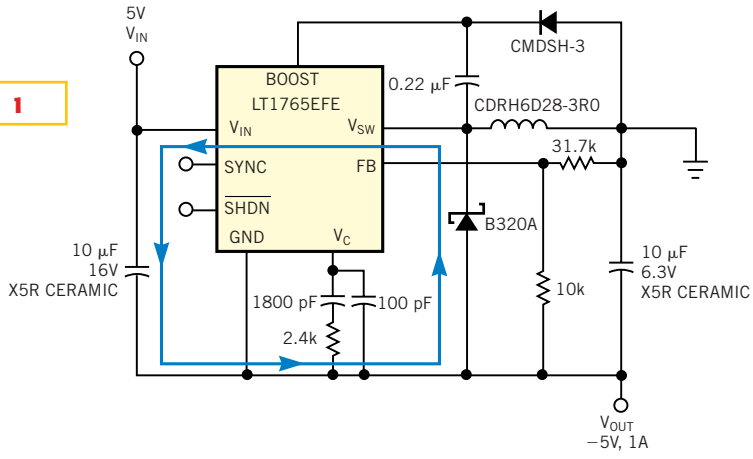 5V
VIN
1
BOOST
LT1765EFE
VIN
VSW
SYNC
FB
SHDN
GND
VC
0.22 µF
CMDSH-3
CDRH6D28-3R0
31.7k
B320A
10 µF
16V
X5R CERAMIC
1800 pF
100 pF
2.4k
10k
10 µF
6.3V
X5R CERAMIC
VOUT
−5V, 1A